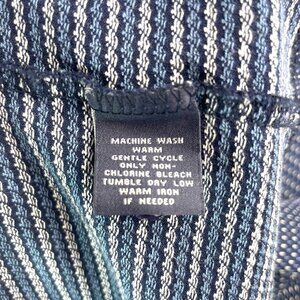 MACHINE WASH
WARM
GENTLE CYCLE
ONLY NON-
CHLORINE BLEACH
TUMBLE DRY LOW
WARM IRON
IF NEEDED